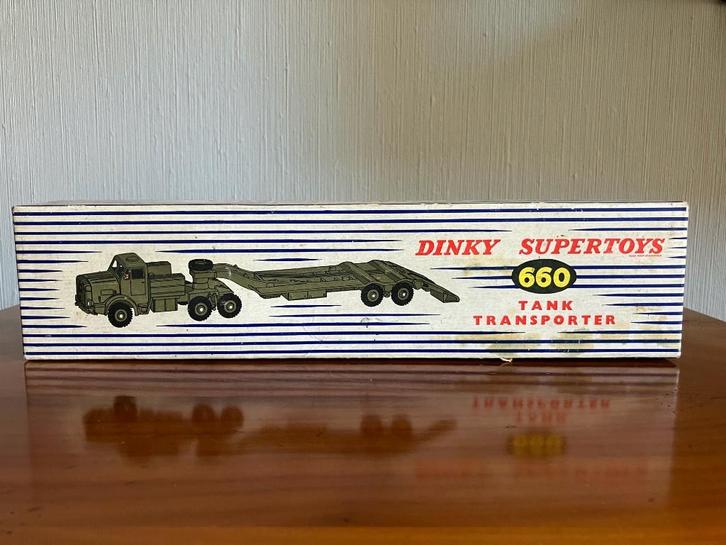 DINKY SUPERTOYS
660
TANK
TRANSPORTER